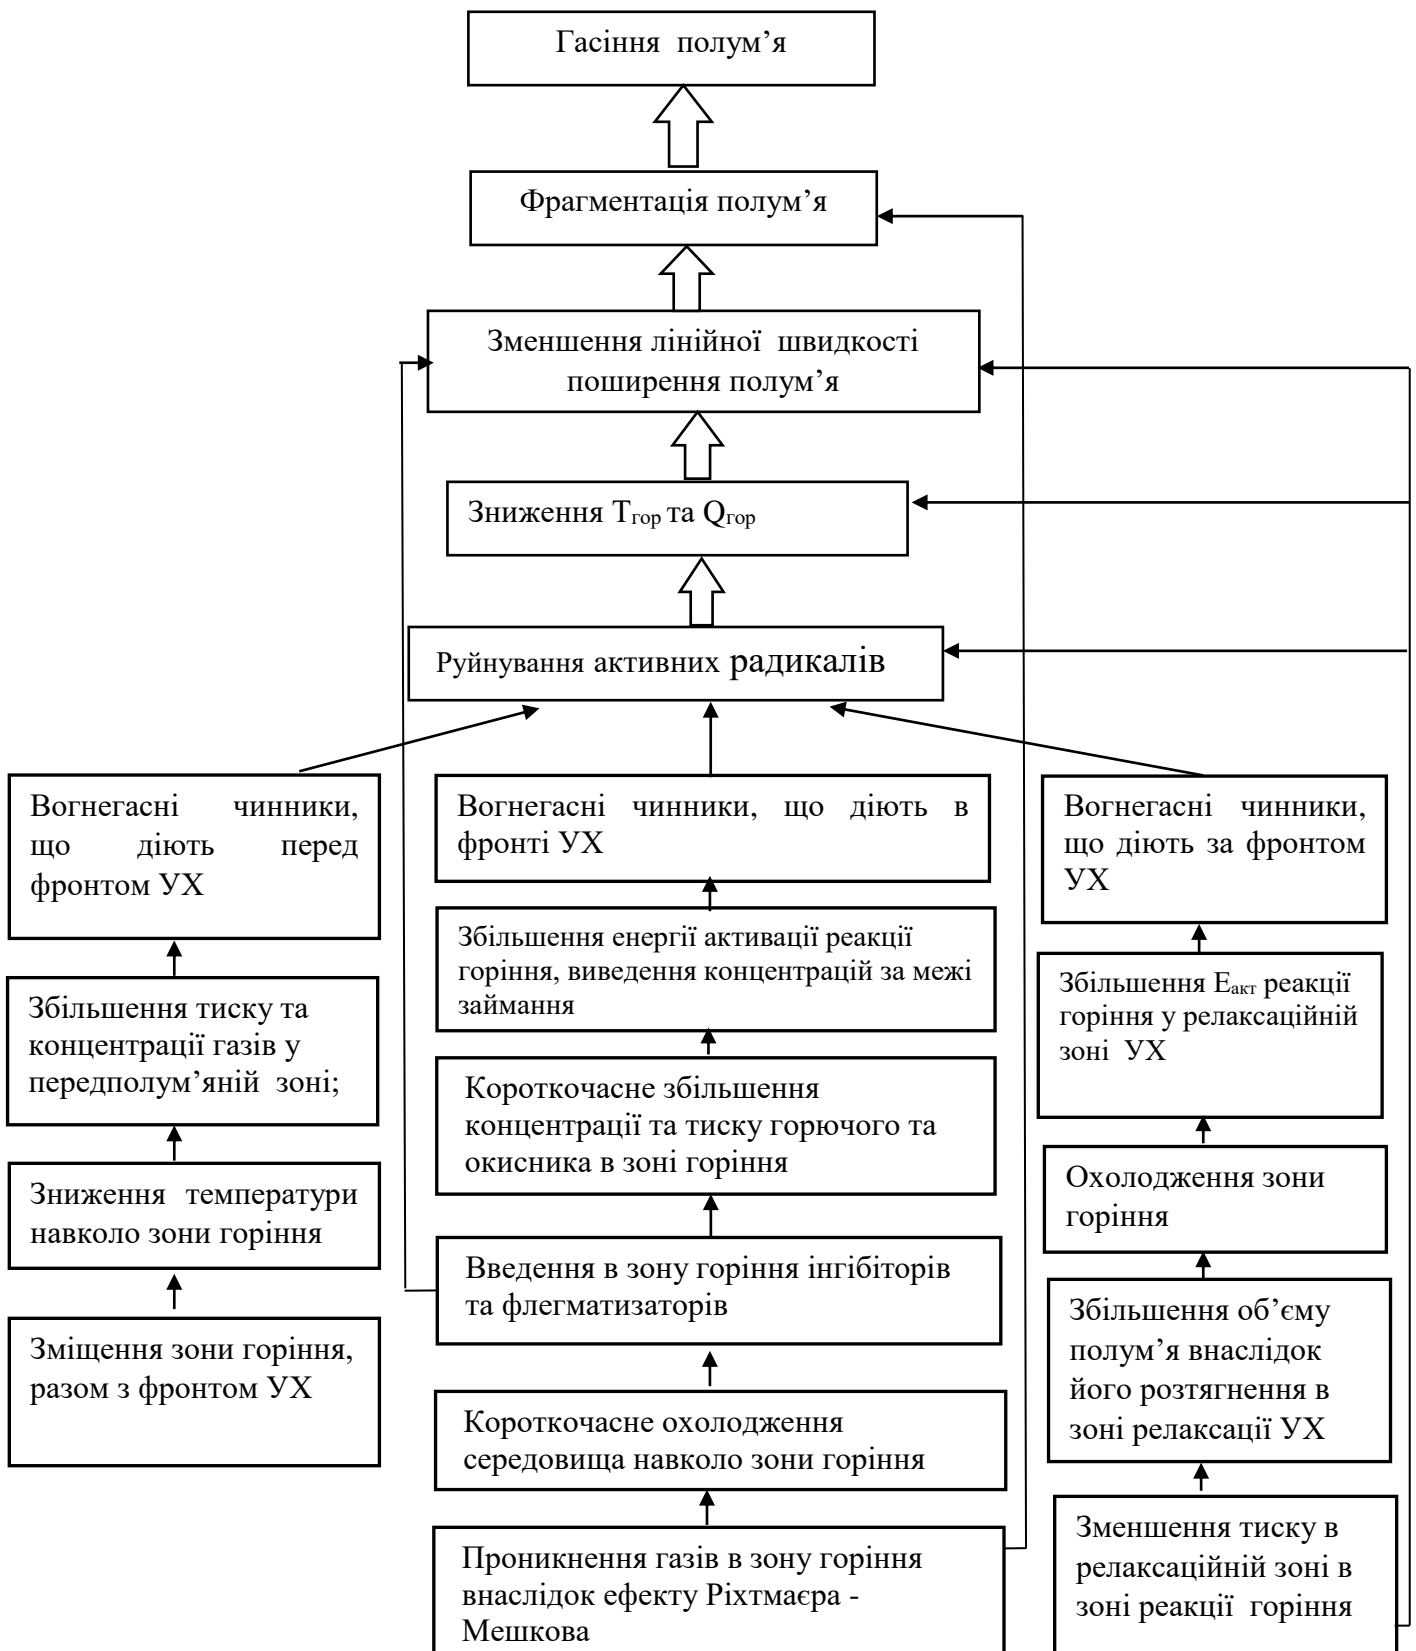 Гасіння полум’я
Фрагментація полум’я
Зменшення лінійної швидкості
поширення полум’я
Зниження Тгор та Qгор
Руйнування активних радикалів
Вогнегасні чинники,
що діють перед
фронтом УХ
Збільшення тиску та
концентрації газів у
передполум’яній зоні;
Зниження температури
навколо зони горіння
Зміщення зони горіння,
разом з фронтом УХ
Вогнегасні чинники, що діють в
фронті УХ
Збільшення енергії активації реакції
горіння, виведення концентрацій за межі
займання
Короткочасне збільшення
концентрації та тиску горючого та
окисника в зоні горіння
Введення в зону горіння інгібіторів
та флегматизаторів
Короткочасне охолодження
середовища навколо зони горіння
Проникнення газів в зону горіння
внаслідок ефекту Ріхтмаєра -
Мешкова
Вогнегасні чинники,
що діють за фронтом
УХ
Збільшення Еакт реакції
горіння у релаксаційній
зоні УХ
Охолодження зони
горіння
Збільшення об’єму
полум’я внаслідок
його розтягнення в
зоні релаксації УХ
Зменшення тиску в
релаксаційній зоні в
зоні реакції горіння